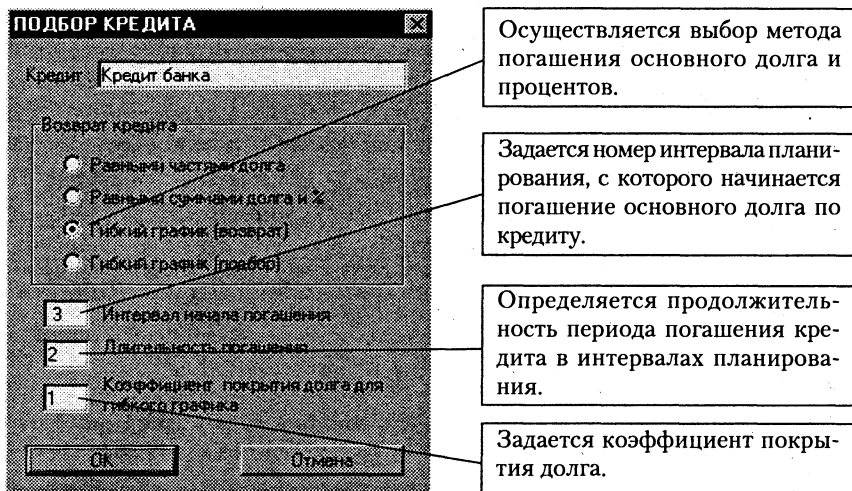 ПОДБОР КРЕДИТА
Кредит: Кредит банка
Возврат кредита
Равными частями долга
Равными суммами долга и %
Гибкий график (возврат)
Гибкий график (подбор)
3 Интервал начала погашения
2 Длительность погашения
1 Коэффициент покрытия долга для
гибкого графика
OK Отмена
Осуществляется выбор метода
погашения основного долга и
процентов.
Задается номер интервала плани-
рования, с которого начинается
погашение основного долга по
кредиту.
Определяется продолжитель-
ность периода погашения кре-
дита в интервалах планирова-
ния.
Задается коэффициент покры-
тия долга.